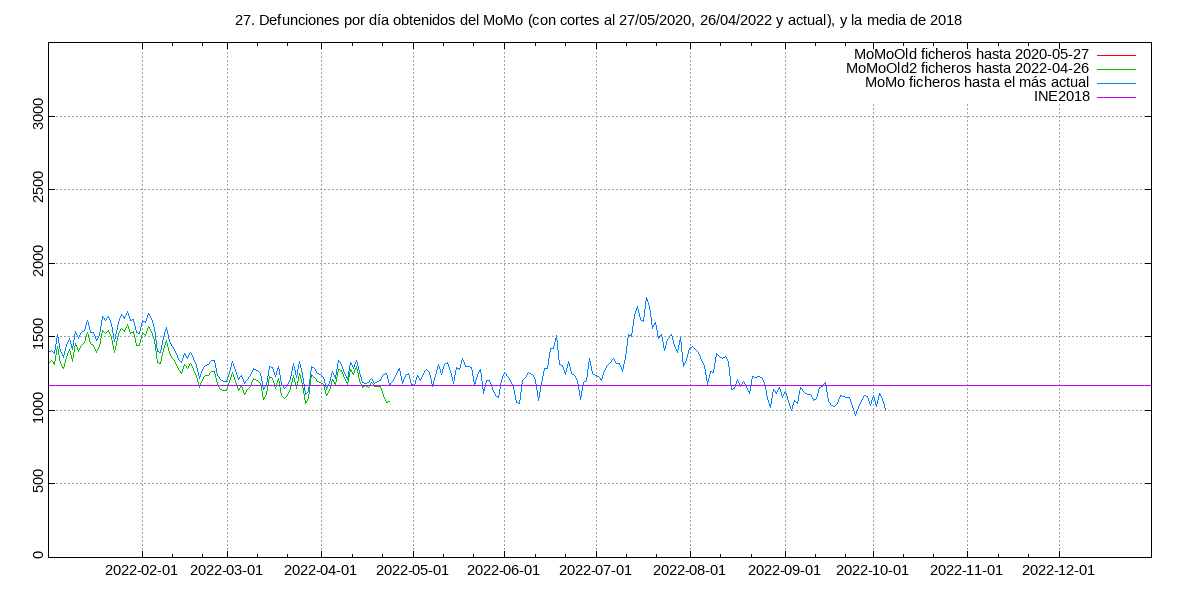 27. Defunciones por día obtenidos del MoMo (con cortes al 27/05/2020, 26/04/2022 y actual), y la media de 2018
MoMoOld ficheros hasta 2020-05-27
MoMoOld2 ficheros hasta 2022-04-26
MoMo ficheros hasta el más actual
INE2018
3000
2500
2000
1500
1000
500
0
2022-02-01 2022-03-01 2022-04-01 2022-05-01 2022-06-01 2022-07-01 2022-08-01 2022-09-01 2022-10-01 2022-11-01 2022-12-01